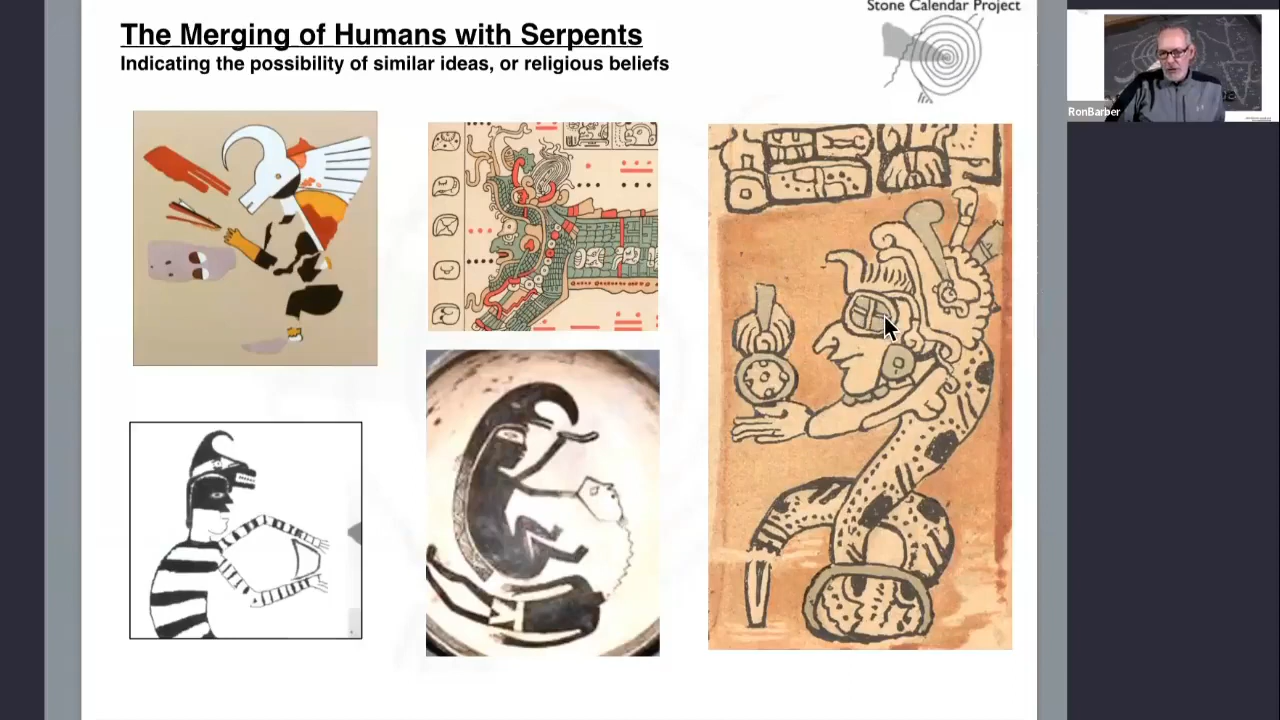 Stone Calendar Project
The Merging of Humans with Serpents
Indicating the possibility of similar ideas, or religious beliefs
RonBarber